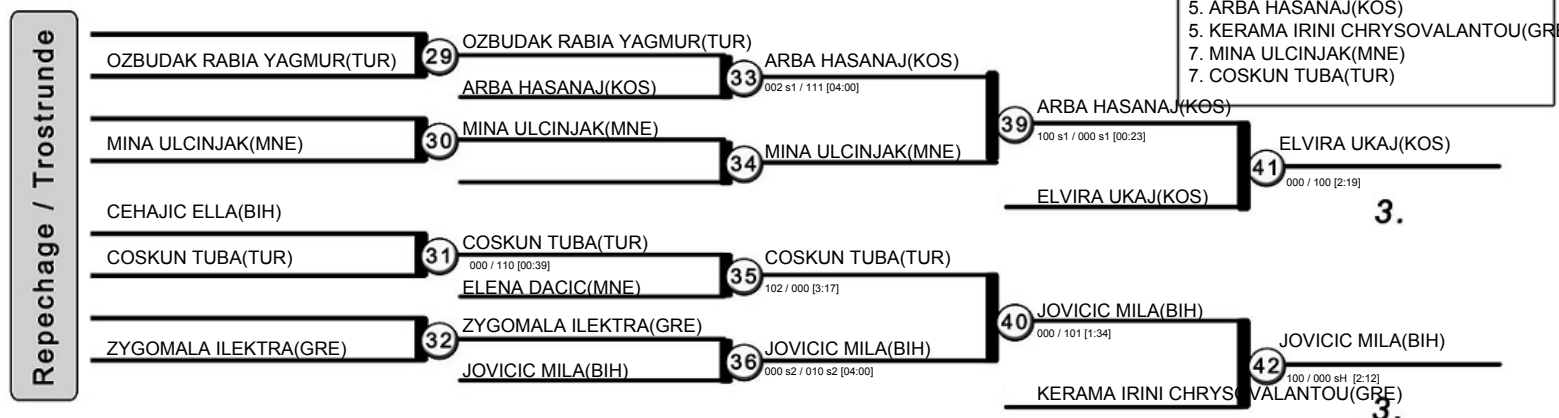 5. ARBA HASANAJ(KOS)
5. KERAMA IRINI CHRYSOVALANTOU(GRE
7. MINA ULCINJAK(MNE)
7. COSKUN TUBA(TUR)
Repechage / Trostrunde
OZBUDAK RABIA YAGMUR(TUR)
29
MINA ULCINJAK(MNE)
30
CEHAJIC ELLA(BIH)
COSKUN TUBA(TUR)
31
ZYGOMALA ILEKTRA(GRE)
32
OZBUDAK RABIA YAGMUR(TUR)
ARBA HASANAJ(KOS)
33
MINA ULCINJAK(MNE)
34
COSKUN TUBA(TUR)
000 / 110 [00:39]
ELENA DACIC(MNE)
35
ZYGOMALA ILEKTRA(GRE)
JOVICIC MILA(BIH)
36
ARBA HASANAJ(KOS)
002 s1 / 111 [04:00]
MINA ULCINJAK(MNE)
39
COSKUN TUBA(TUR)
102 / 000 [3:17]
JOVICIC MILA(BIH)
000 s2 / 010 s2 [04:00]
40
ARBA HASANAJ(KOS)
100 s1 / 000 s1 [00:23]
ELVIRA UKAJ(KOS)
41
JOVICIC MILA(BIH)
000 / 101 [1:34]
KERAMA IRINI CHRYSOVALANTOU(GRE)
42
ELVIRA UKAJ(KOS)
000 / 100 [2:19]
3.
JOVICIC MILA(BIH)
100 / 000 sH [2:12]
3.